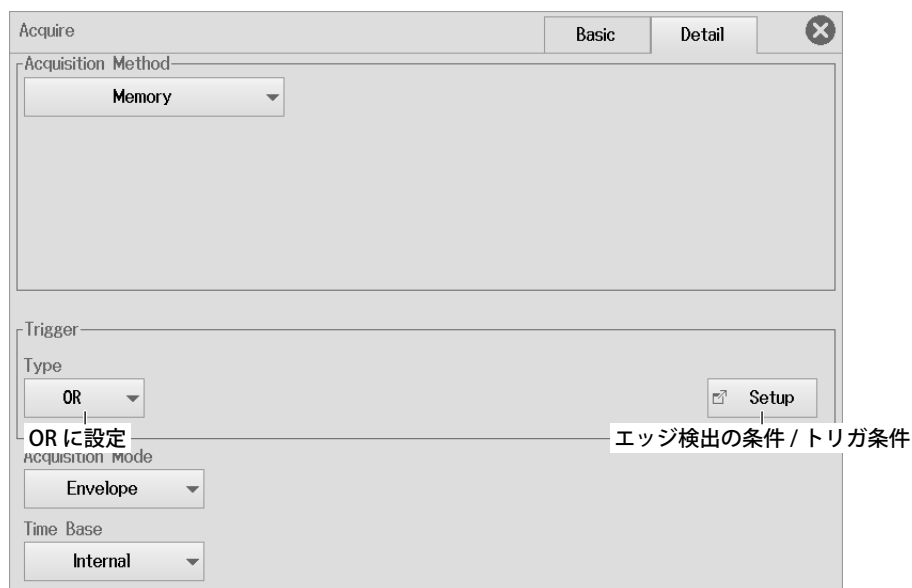 Acquire
Basic
Detail
Acquisition Method
Memory
Trigger
Type
OR
Setup
OR に設定
エッジ検出の条件 / トリガ条件
Acquisition Mode
Envelope
Time Base
Internal